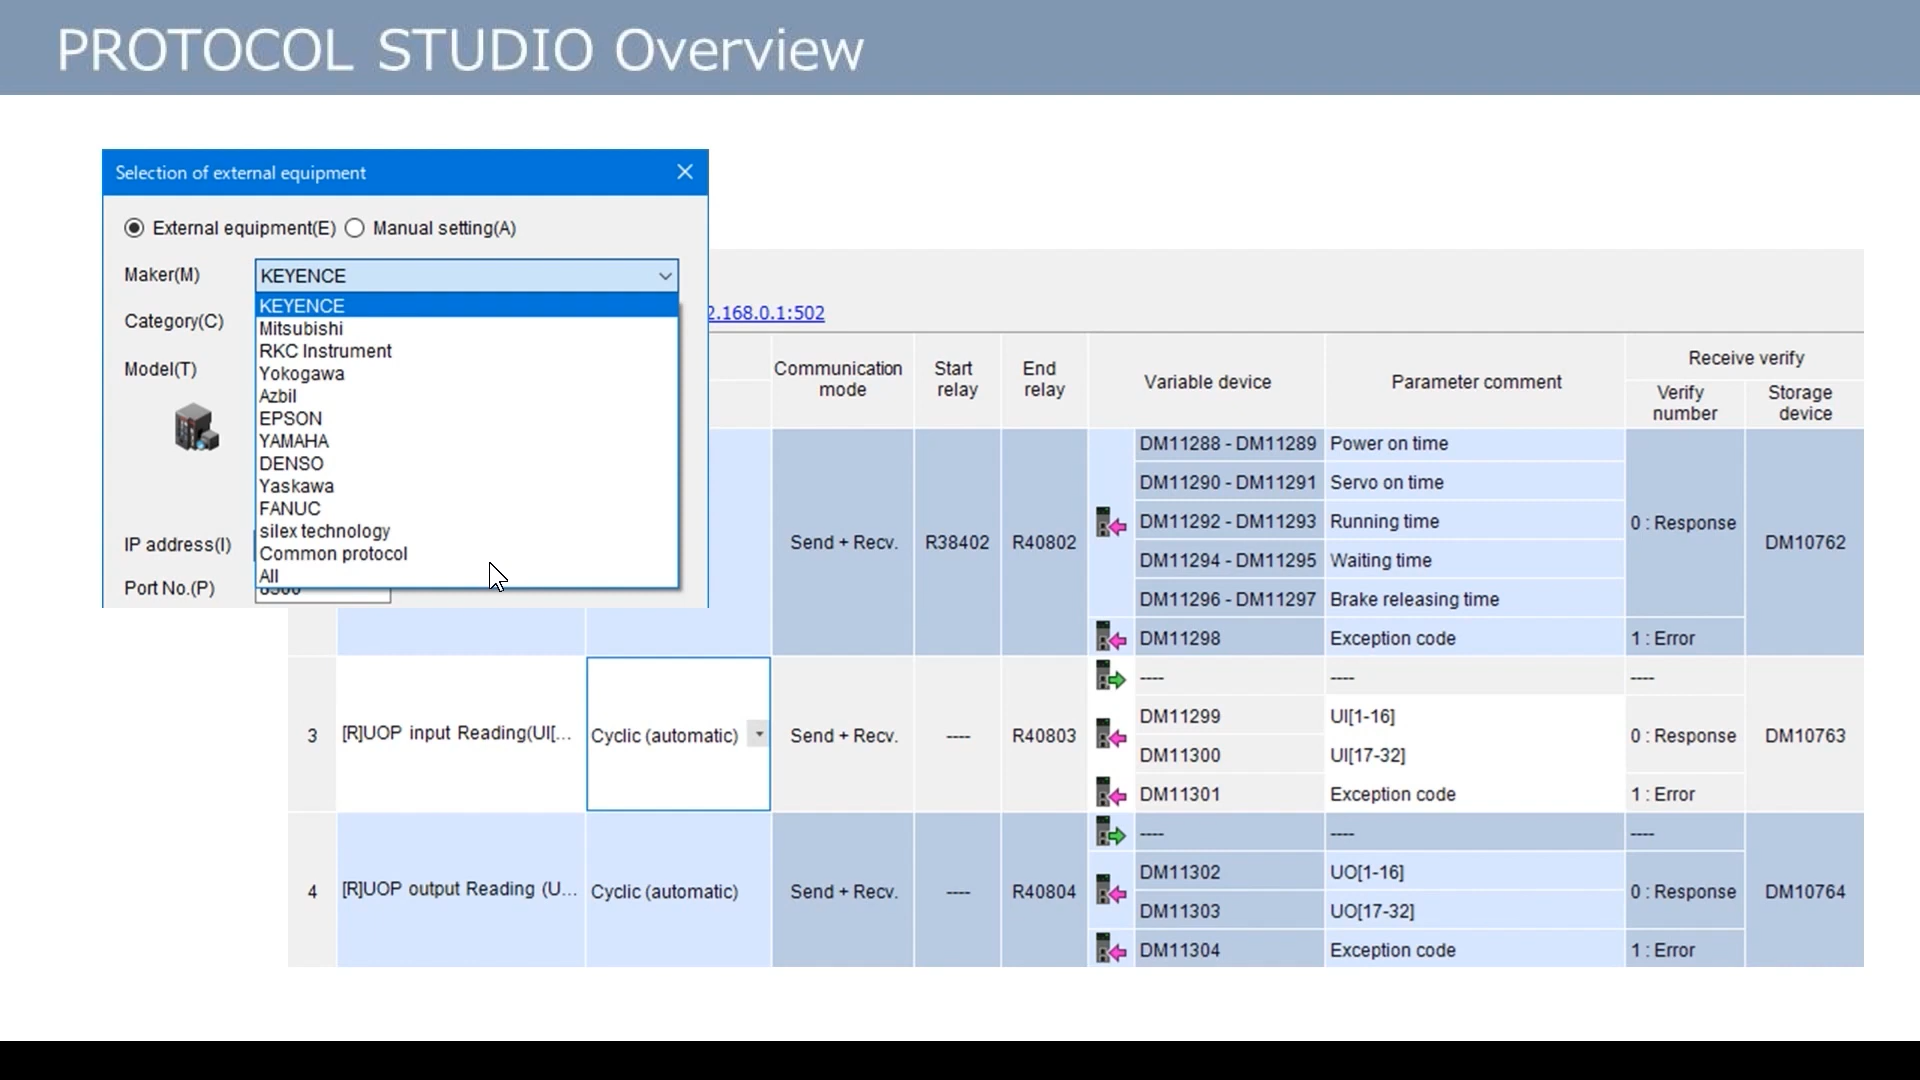 PROTOCOL STUDIO Overview
Selection of external equipment
External equipment(E) Manual setting(A)
Maker(M) KEYENCE
KEYENCE
Mitsubishi
RKC Instrument
Yokogawa
Azbil
EPSON
YAMAHA
DENSO
Yaskawa
FANUC
silex technology
Common protocol
All
Category(C)
Model(T)
IP address(I)
Port No.(P)
2.168.0.1:502
Communication mode
Start relay
End relay
Variable device
Parameter comment
Receive verify
Verify number
Storage device
Send + Recv. R38402 R40802
DM11288 - DM11289 Power on time
DM11290 - DM11291 Servo on time
DM11292 - DM11293 Running time
DM11294 - DM11295 Waiting time
DM11296 - DM11297 Brake releasing time
0 : Response DM10762
DM11298 Exception code 1 : Error
3 [R]UOP input Reading(UI[... Cyclic (automatic) Send + Recv. ---- R40803
---- ---- ----
DM11299 UI[1-16]
DM11300 UI[17-32]
0 : Response DM10763
DM11301 Exception code 1 : Error
4 [R]UOP output Reading (U... Cyclic (automatic) Send + Recv. ---- R40804
---- ---- ----
DM11302 UO[1-16]
DM11303 UO[17-32]
0 : Response DM10764
DM11304 Exception code 1 : Error